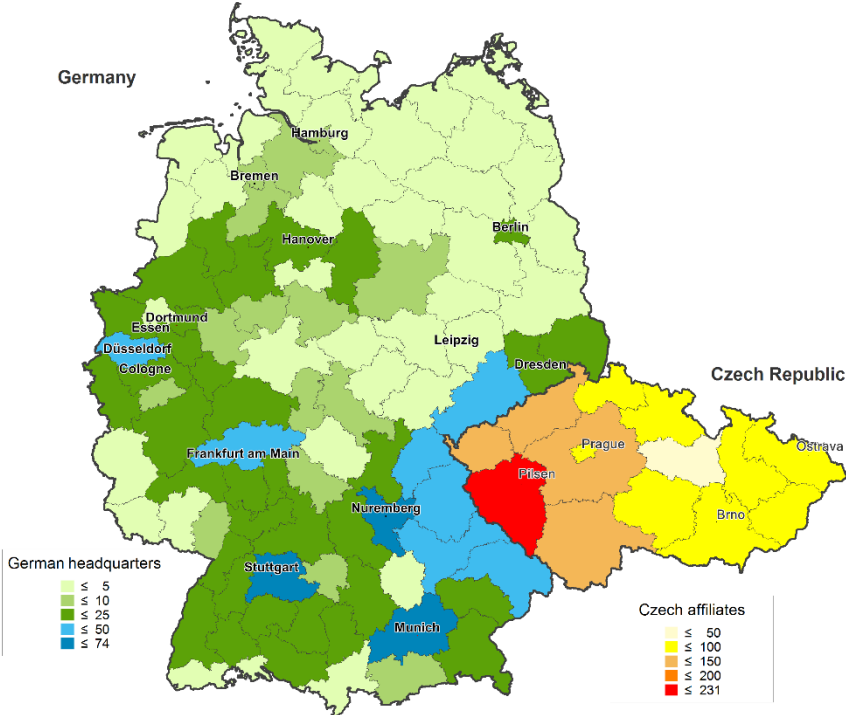 Germany
Hamburg
Bremen
Berlin
Hanover
Dortmund
Essen
Leipzig
Düsseldorf
Dresden
Cologne
Czech Republic
Prague
Ostrava
Frankfurt am Main
Pilsen
Nuremberg
Brno
German headquarters
≤ 5
≤ 10
≤ 25
≤ 50
≤ 74
Stuttgart
Munich
Czech affiliates
≤ 50
≤ 100
≤ 150
≤ 200
≤ 231